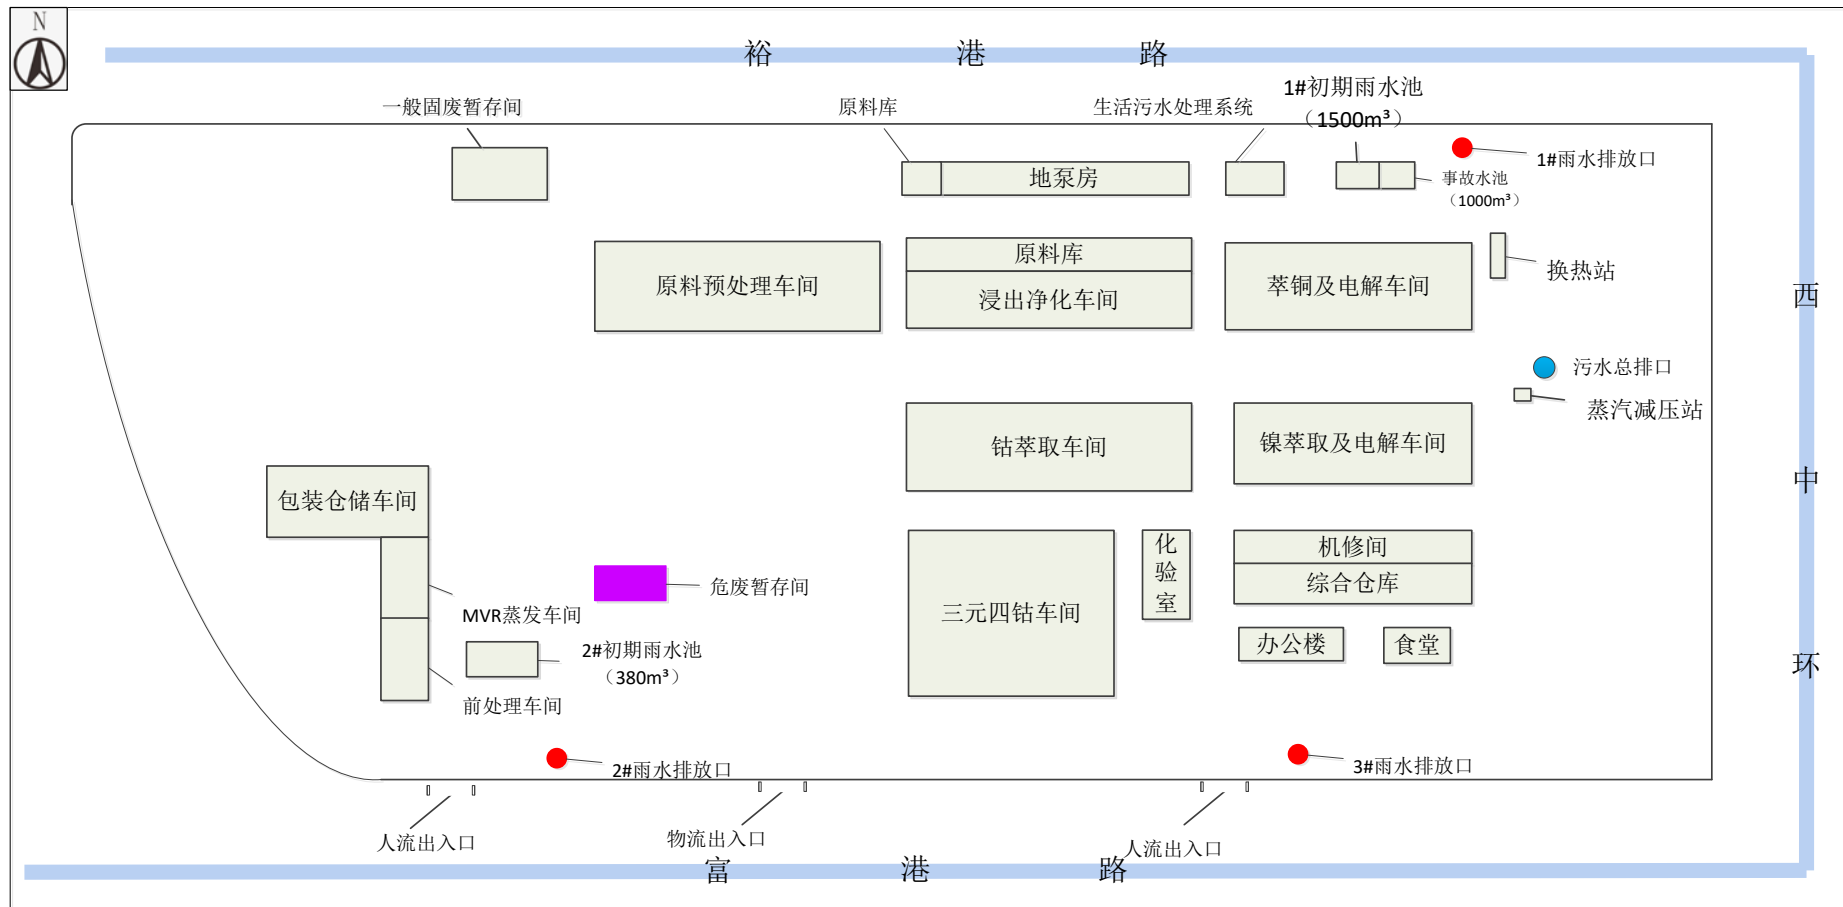 N
裕港路
一般固废暂存间
原料库
生活污水处理系统
1#初期雨水池
（1500m³）
1#雨水排放口
地泵房
事故水池
（1000m³）
原料预处理车间
原料库
浸出净化车间
萃铜及电解车间
换热站
西中环
污水总排口
蒸汽减压站
钴萃取车间
镍萃取及电解车间
包装仓储车间
MVR蒸发车间
危废暂存间
三元四钴车间
化验室
机修间
综合仓库
2#初期雨水池
（380m³）
办公楼
食堂
前处理车间
2#雨水排放口
3#雨水排放口
人流出入口
物流出入口
人流出入口
富港路